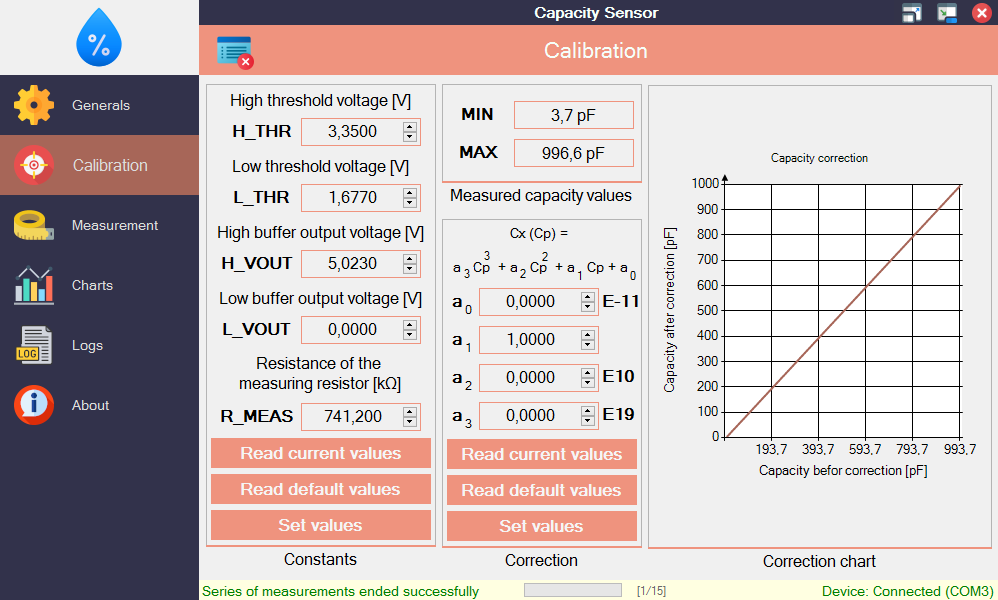 Capacity Sensor
%
Calibration
Generals
Calibration
Measurement
Charts
LOG
Logs
i
About
High threshold voltage [V]
H_THR 3,3500
Low threshold voltage [V]
L_THR 1,6770
High buffer output voltage [V]
H_VOUT 5,0230
Low buffer output voltage [V]
L_VOUT 0,0000
Resistance of the
measuring resistor [kΩ]
R_MEAS 741,200
Read current values
Read default values
Set values
Constants
MIN 3,7 pF
MAX 996,6 pF
Measured capacity values
Cx (Cp) =
a₃ Cp³ + a₂ Cp² + a₁ Cp + a₀
a₀ 0,0000 E-11
a₁ 1,0000
a₂ 0,0000 E10
a₃ 0,0000 E19
Read current values
Read default values
Set values
Correction
Capacity correction
Capacity after correction [pF]
1000
900
800
700
600
500
400
300
200
100
0
193,7 393,7 593,7 793,7 993,7
Capacity befor correction [pF]
Correction chart
Series of measurements ended successfully [1/15] Device: Connected (COM3)